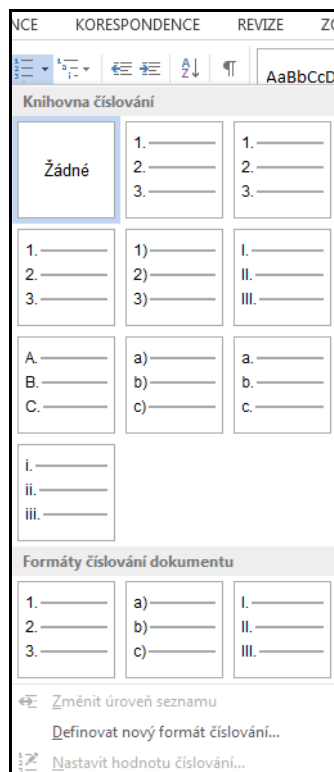 NCE KORESPONDENCE REVIZE ZO
AaBbCcD
Knihovna číslování
Žádné
1.
2.
3.
1.
2.
3.
1.
2.
3.
1)
2)
3)
I.
II.
III.
A.
B.
C.
a)
b)
c)
a.
b.
c.
i.
ii.
iii.
Formáty číslování dokumentu
1.
2.
3.
a)
b)
c)
I.
II.
III.
Změnit úroveň seznamu
Definovat nový formát číslování...
Nastavit hodnotu číslování...